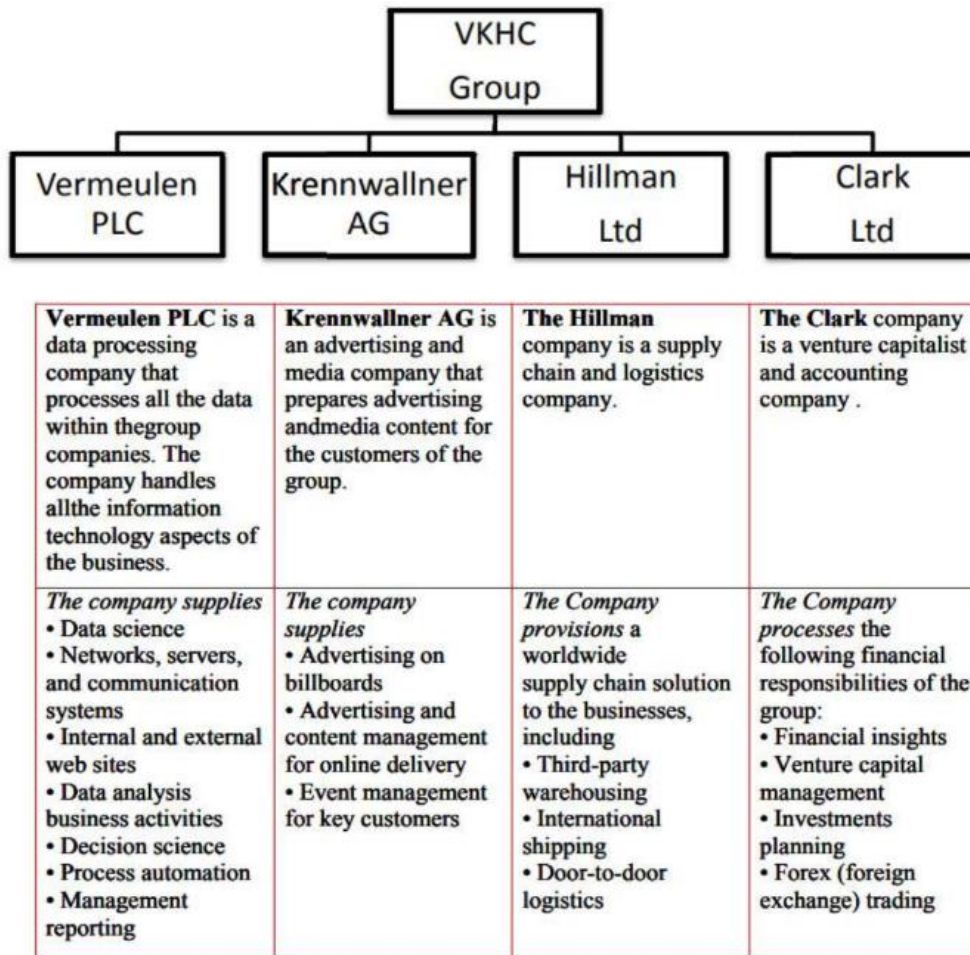 VKHC
Group
Vermeulen
PLC
Krennwallner
AG
Hillman
Ltd
Clark
Ltd
Vermeulen PLC is a
data processing
company that
processes all the data
within thegroup
companies. The
company handles
allthe information
technology aspects of
the business.
Krennwallner AG is
an advertising and
media company that
prepares advertising
andmedia content for
the customers of the
group.
The Hillman
company is a supply
chain and logistics
company.
The Clark company
is a venture capitalist
and accounting
company .
The company supplies
• Data science
• Networks, servers,
and communication
systems
• Internal and external
web sites
• Data analysis
business activities
• Decision science
• Process automation
• Management
reporting
The company
supplies
• Advertising on
billboards
• Advertising and
content management
for online delivery
• Event management
for key customers
The Company
provisions a
worldwide
supply chain solution
to the businesses,
including
• Third-party
warehousing
• International
shipping
• Door-to-door
logistics
The Company
processes the
following financial
responsibilities of the
group:
• Financial insights
• Venture capital
management
• Investments
planning
• Forex (foreign
exchange) trading